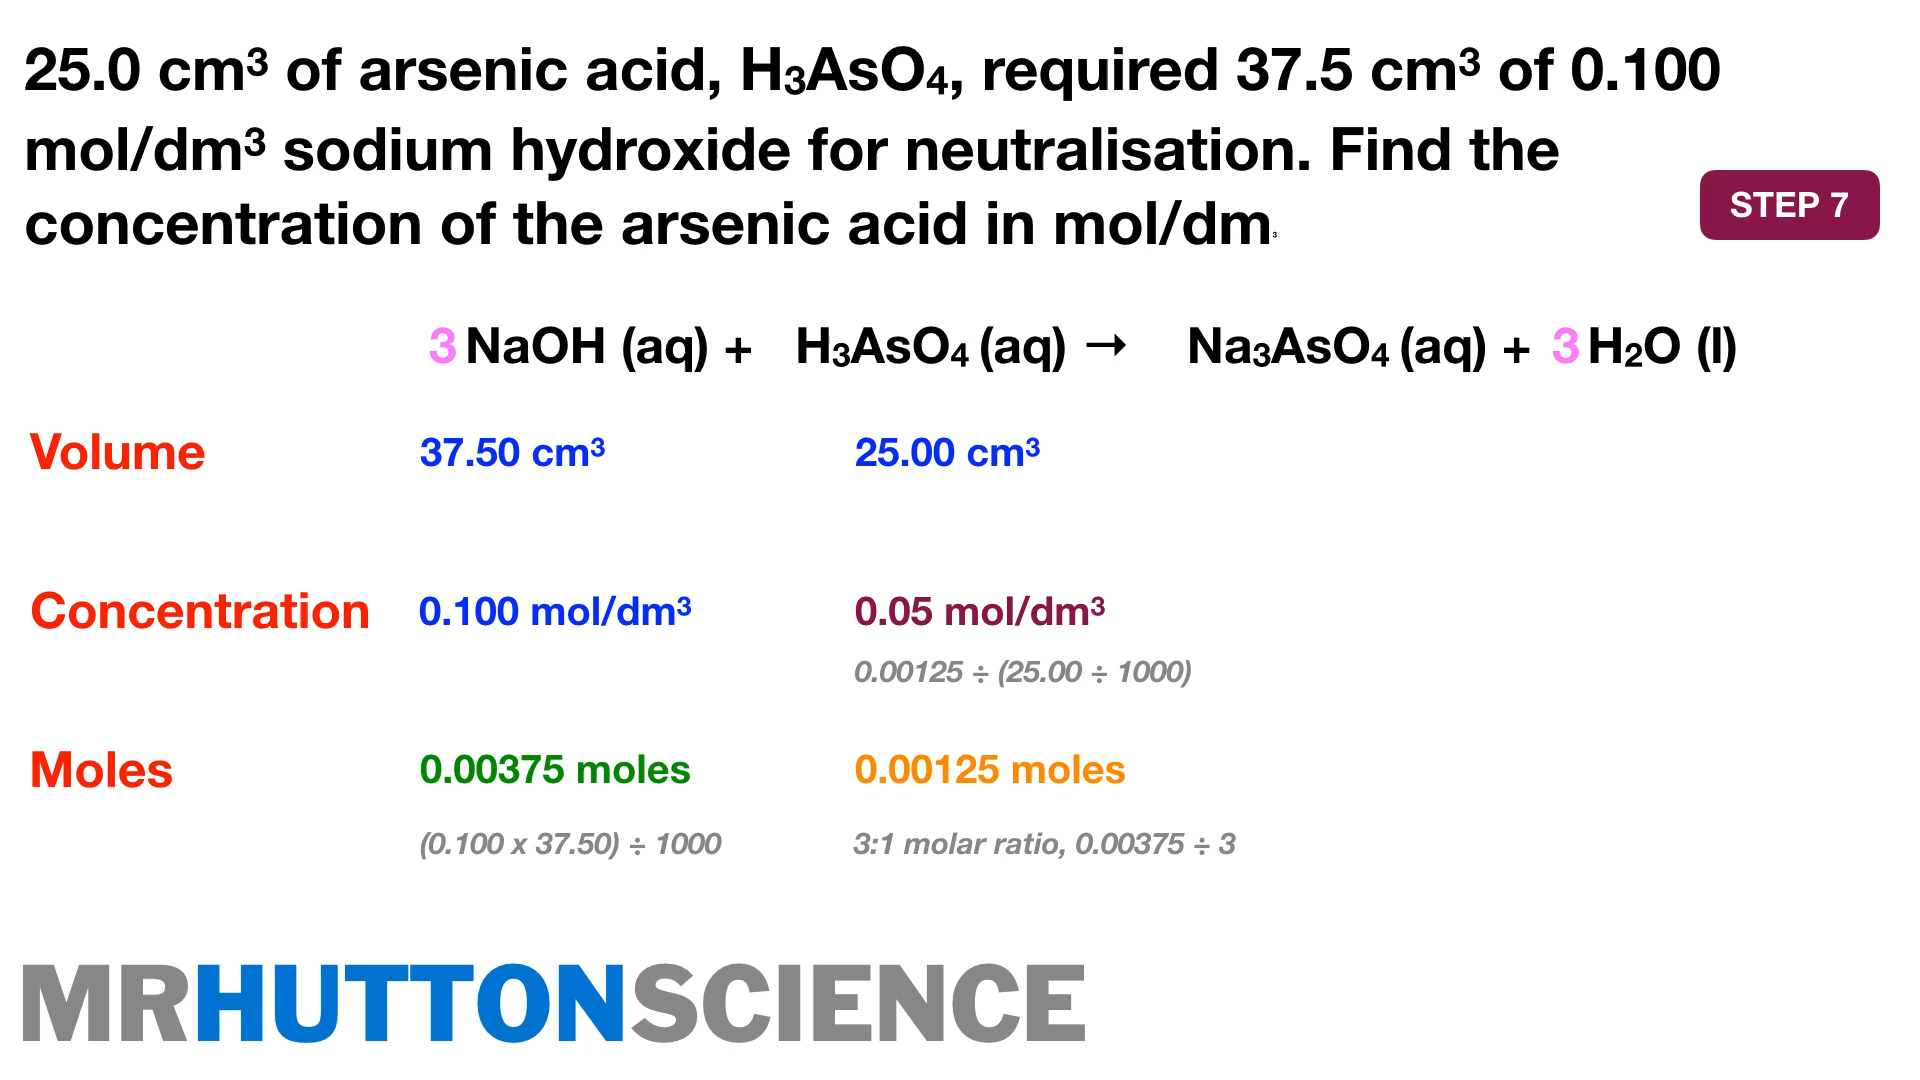 25.0 cm³ of arsenic acid, H₃AsO₄, required 37.5 cm³ of 0.100
mol/dm³ sodium hydroxide for neutralisation. Find the
concentration of the arsenic acid in mol/dm³
STEP 7
3 NaOH (aq) + H₃AsO₄ (aq) → Na₃AsO₄ (aq) + 3 H₂O (l)
Volume 37.50 cm³ 25.00 cm³
Concentration 0.100 mol/dm³ 0.05 mol/dm³
0.00125 ÷ (25.00 ÷ 1000)
Moles 0.00375 moles 0.00125 moles
(0.100 x 37.50) ÷ 1000 3:1 molar ratio, 0.00375 ÷ 3
MRHUTTONSCIENCE